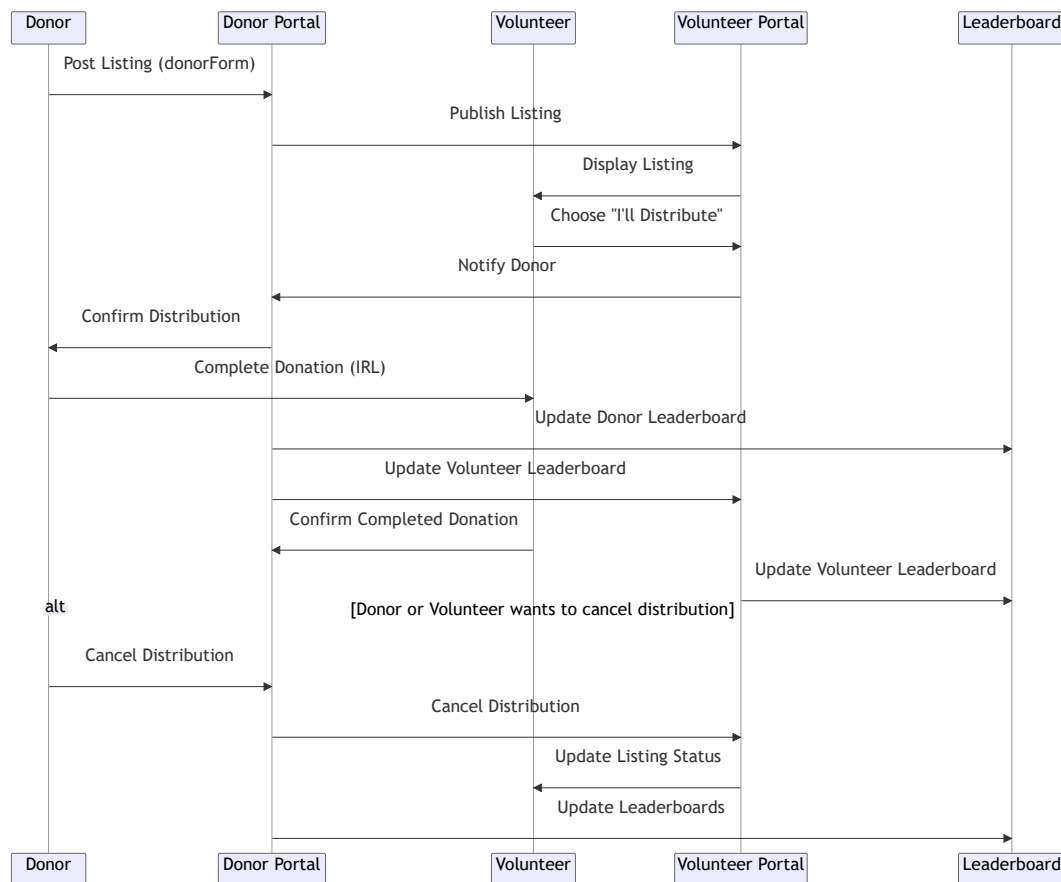 Donor
Donor Portal
Volunteer
Volunteer Portal
Leaderboard
Post Listing (donorForm)
Publish Listing
Display Listing
Choose "I'll Distribute"
Notify Donor
Confirm Distribution
Complete Donation (IRL)
Update Donor Leaderboard
Update Volunteer Leaderboard
Confirm Completed Donation
Update Volunteer Leaderboard
alt
[Donor or Volunteer wants to cancel distribution]
Cancel Distribution
Cancel Distribution
Update Listing Status
Update Leaderboards
Donor
Donor Portal
Volunteer
Volunteer Portal
Leaderboard